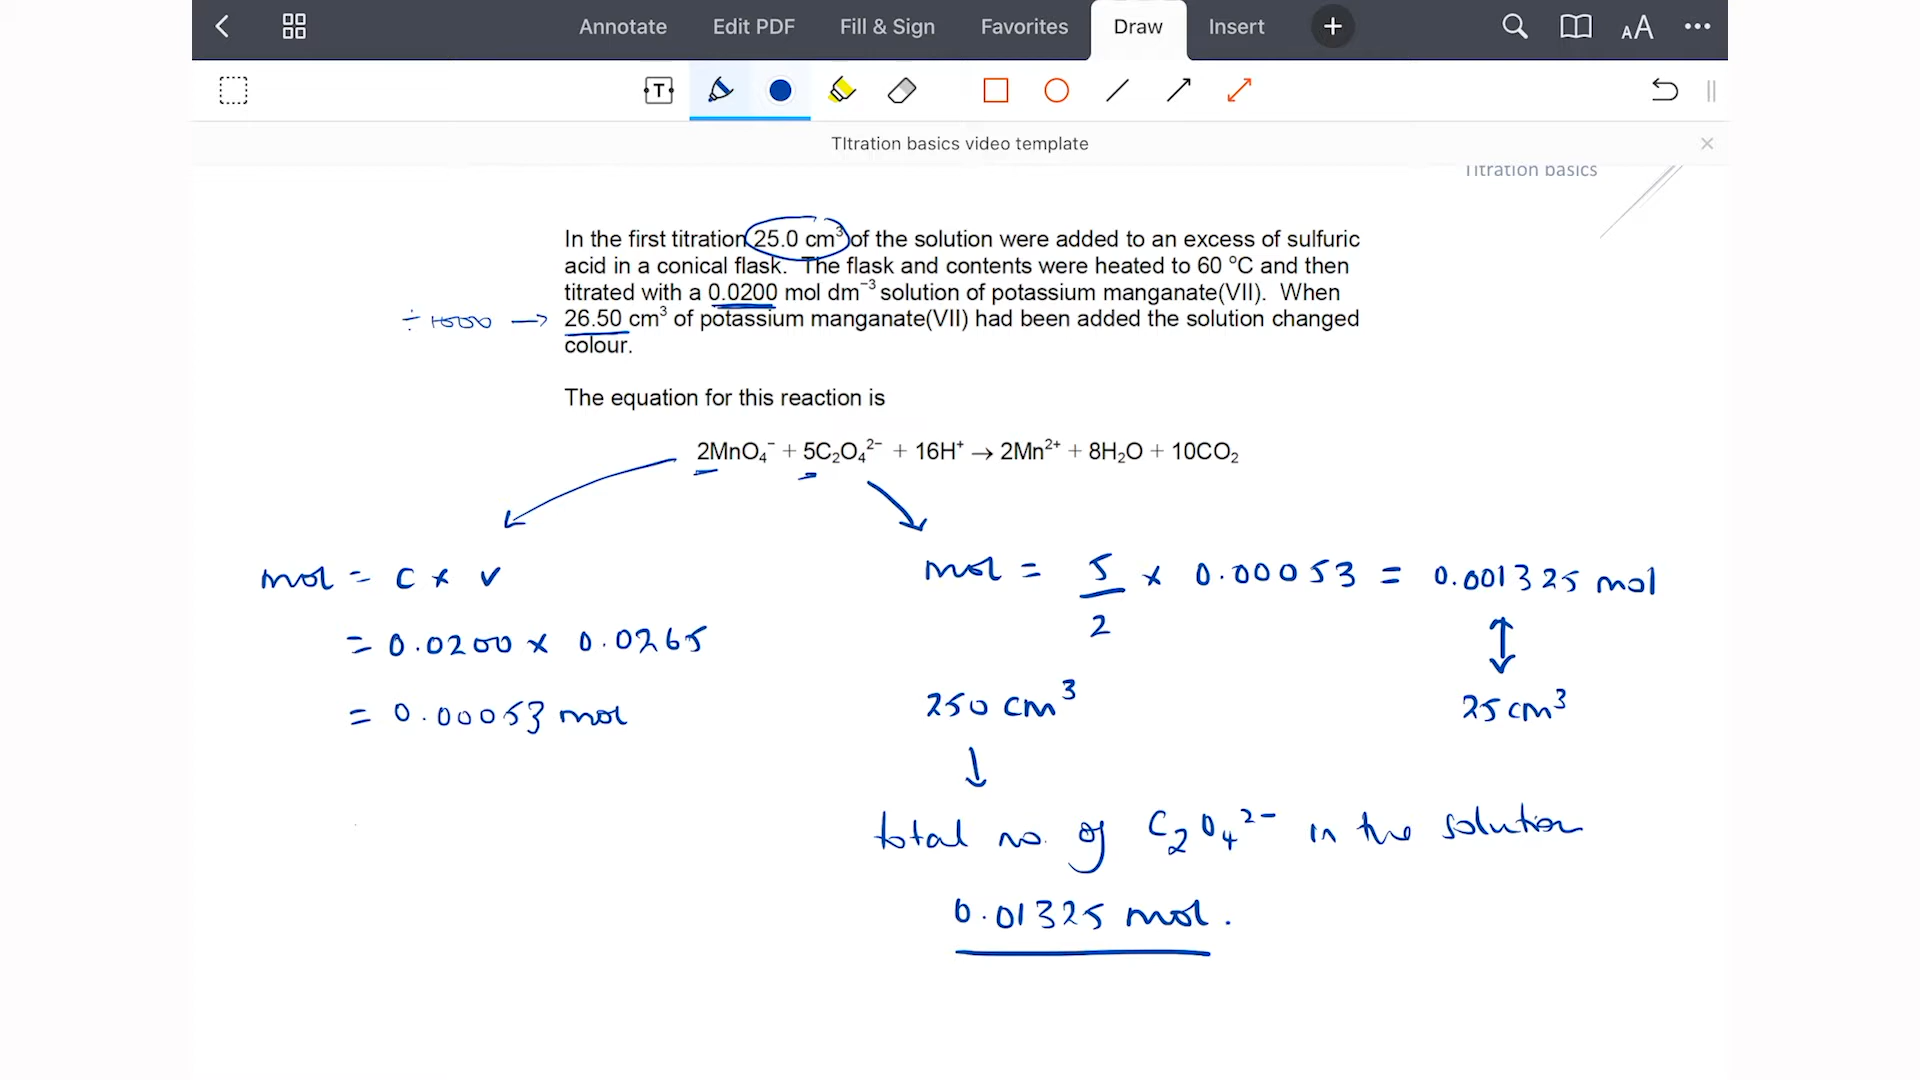 Annotate Edit PDF Fill & Sign Favorites Draw Insert
TItration basics video template
Titration basics
In the first titration 25.0 cm³ of the solution were added to an excess of sulfuric
acid in a conical flask. The flask and contents were heated to 60 °C and then
titrated with a 0.0200 mol dm⁻³ solution of potassium manganate(VII). When
÷ 1000 → 26.50 cm³ of potassium manganate(VII) had been added the solution changed
colour.
The equation for this reaction is
2MnO₄⁻ + 5C₂O₄²⁻ + 16H⁺ → 2Mn²⁺ + 8H₂O + 10CO₂
mol = c × v
= 0.0200 × 0.0265
= 0.00053 mol
mol = 5/2 × 0.00053 = 0.001325 mol
250 cm³
25 cm³
total no. of C₂O₄²⁻ in the solution
0.01325 mol.